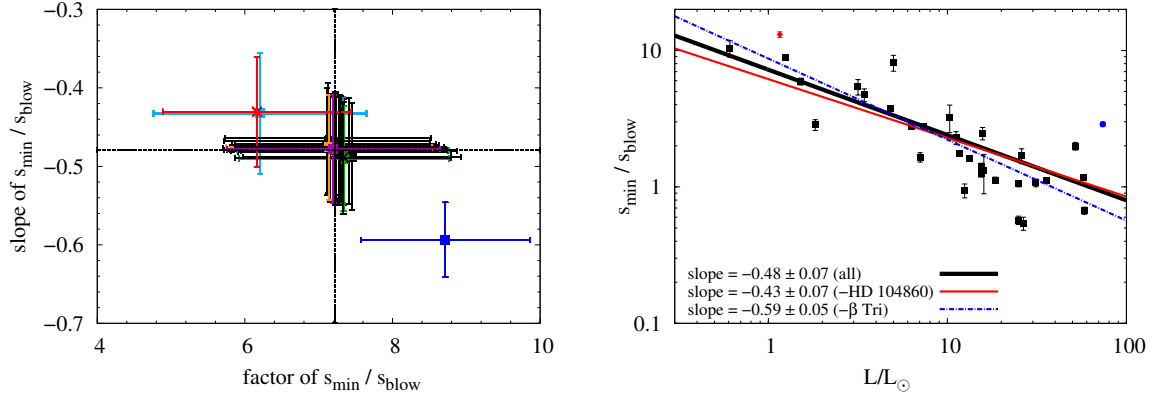 slope of s_min / s_blow
-0.3
-0.4
-0.5
-0.6
-0.7
4
6
8
10
factor of s_min / s_blow
s_min / s_blow
10
1
0.1
slope = −0.48 ± 0.07 (all)
slope = −0.43 ± 0.07 (−HD 104860)
slope = −0.59 ± 0.05 (−β Tri)
1
10
100
L/L_⊙